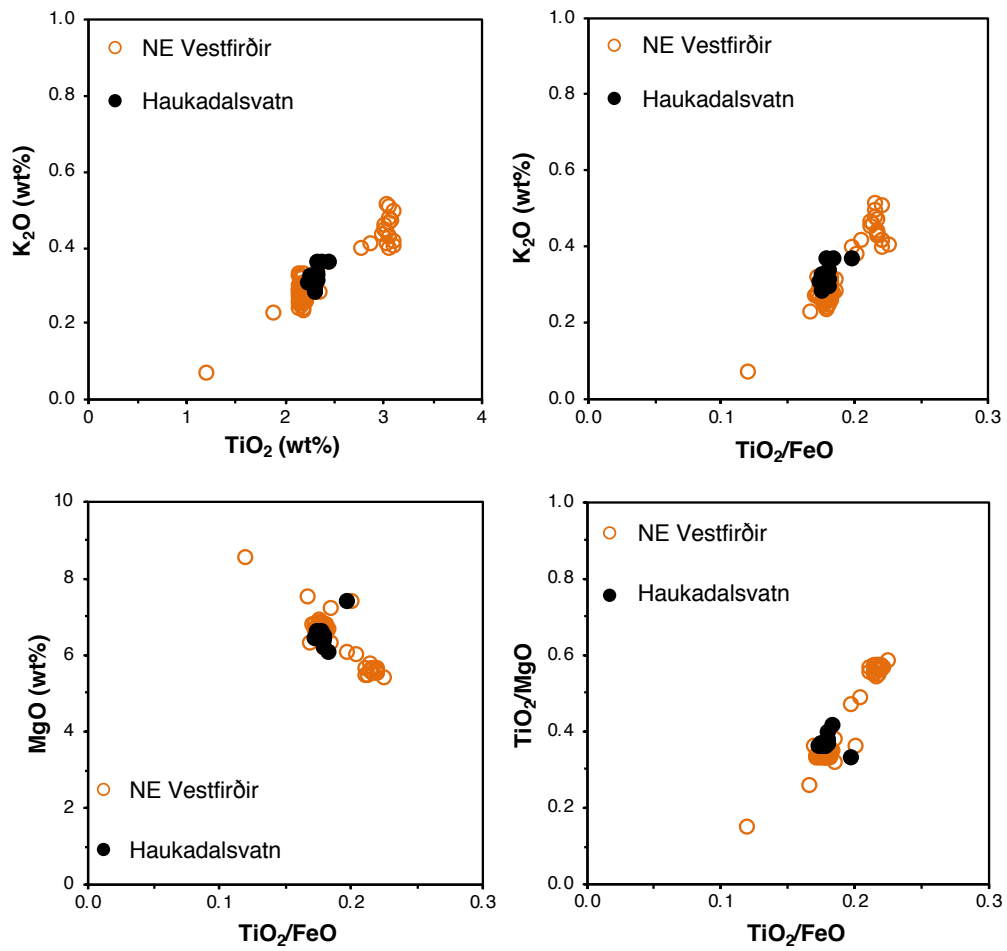 1.0
0.8
0.6
0.4
0.2
0.0
K₂O (wt%)
NE Vestfirðir
Haukadalsvatn
0 1 2 3 4
TiO₂ (wt%)
1.0
0.8
0.6
0.4
0.2
0.0
K₂O (wt%)
NE Vestfirðir
Haukadalsvatn
0.0 0.1 0.2 0.3
TiO₂/FeO
10
8
6
4
2
0
MgO (wt%)
NE Vestfirðir
Haukadalsvatn
0.0 0.1 0.2 0.3
TiO₂/FeO
1.0
0.8
0.6
0.4
0.2
0.0
TiO₂/MgO
NE Vestfirðir
Haukadalsvatn
0.0 0.1 0.2 0.3
TiO₂/FeO